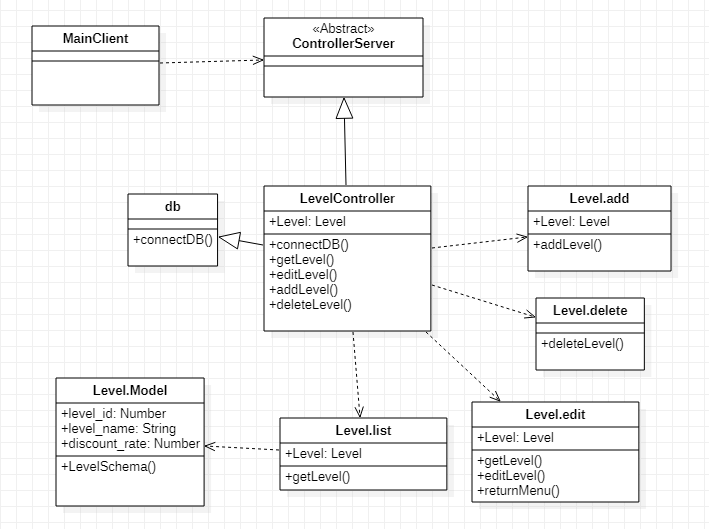 MainClient
«Abstract»
ControllerServer
db
+connectDB()
LevelController
+Level: Level
+connectDB()
+getLevel()
+editLevel()
+addLevel()
+deleteLevel()
Level.add
+Level: Level
+addLevel()
Level.delete
+deleteLevel()
Level.Model
+level_id: Number
+level_name: String
+discount_rate: Number
+LevelSchema()
Level.list
+Level: Level
+getLevel()
Level.edit
+Level: Level
+getLevel()
+editLevel()
+returnMenu()